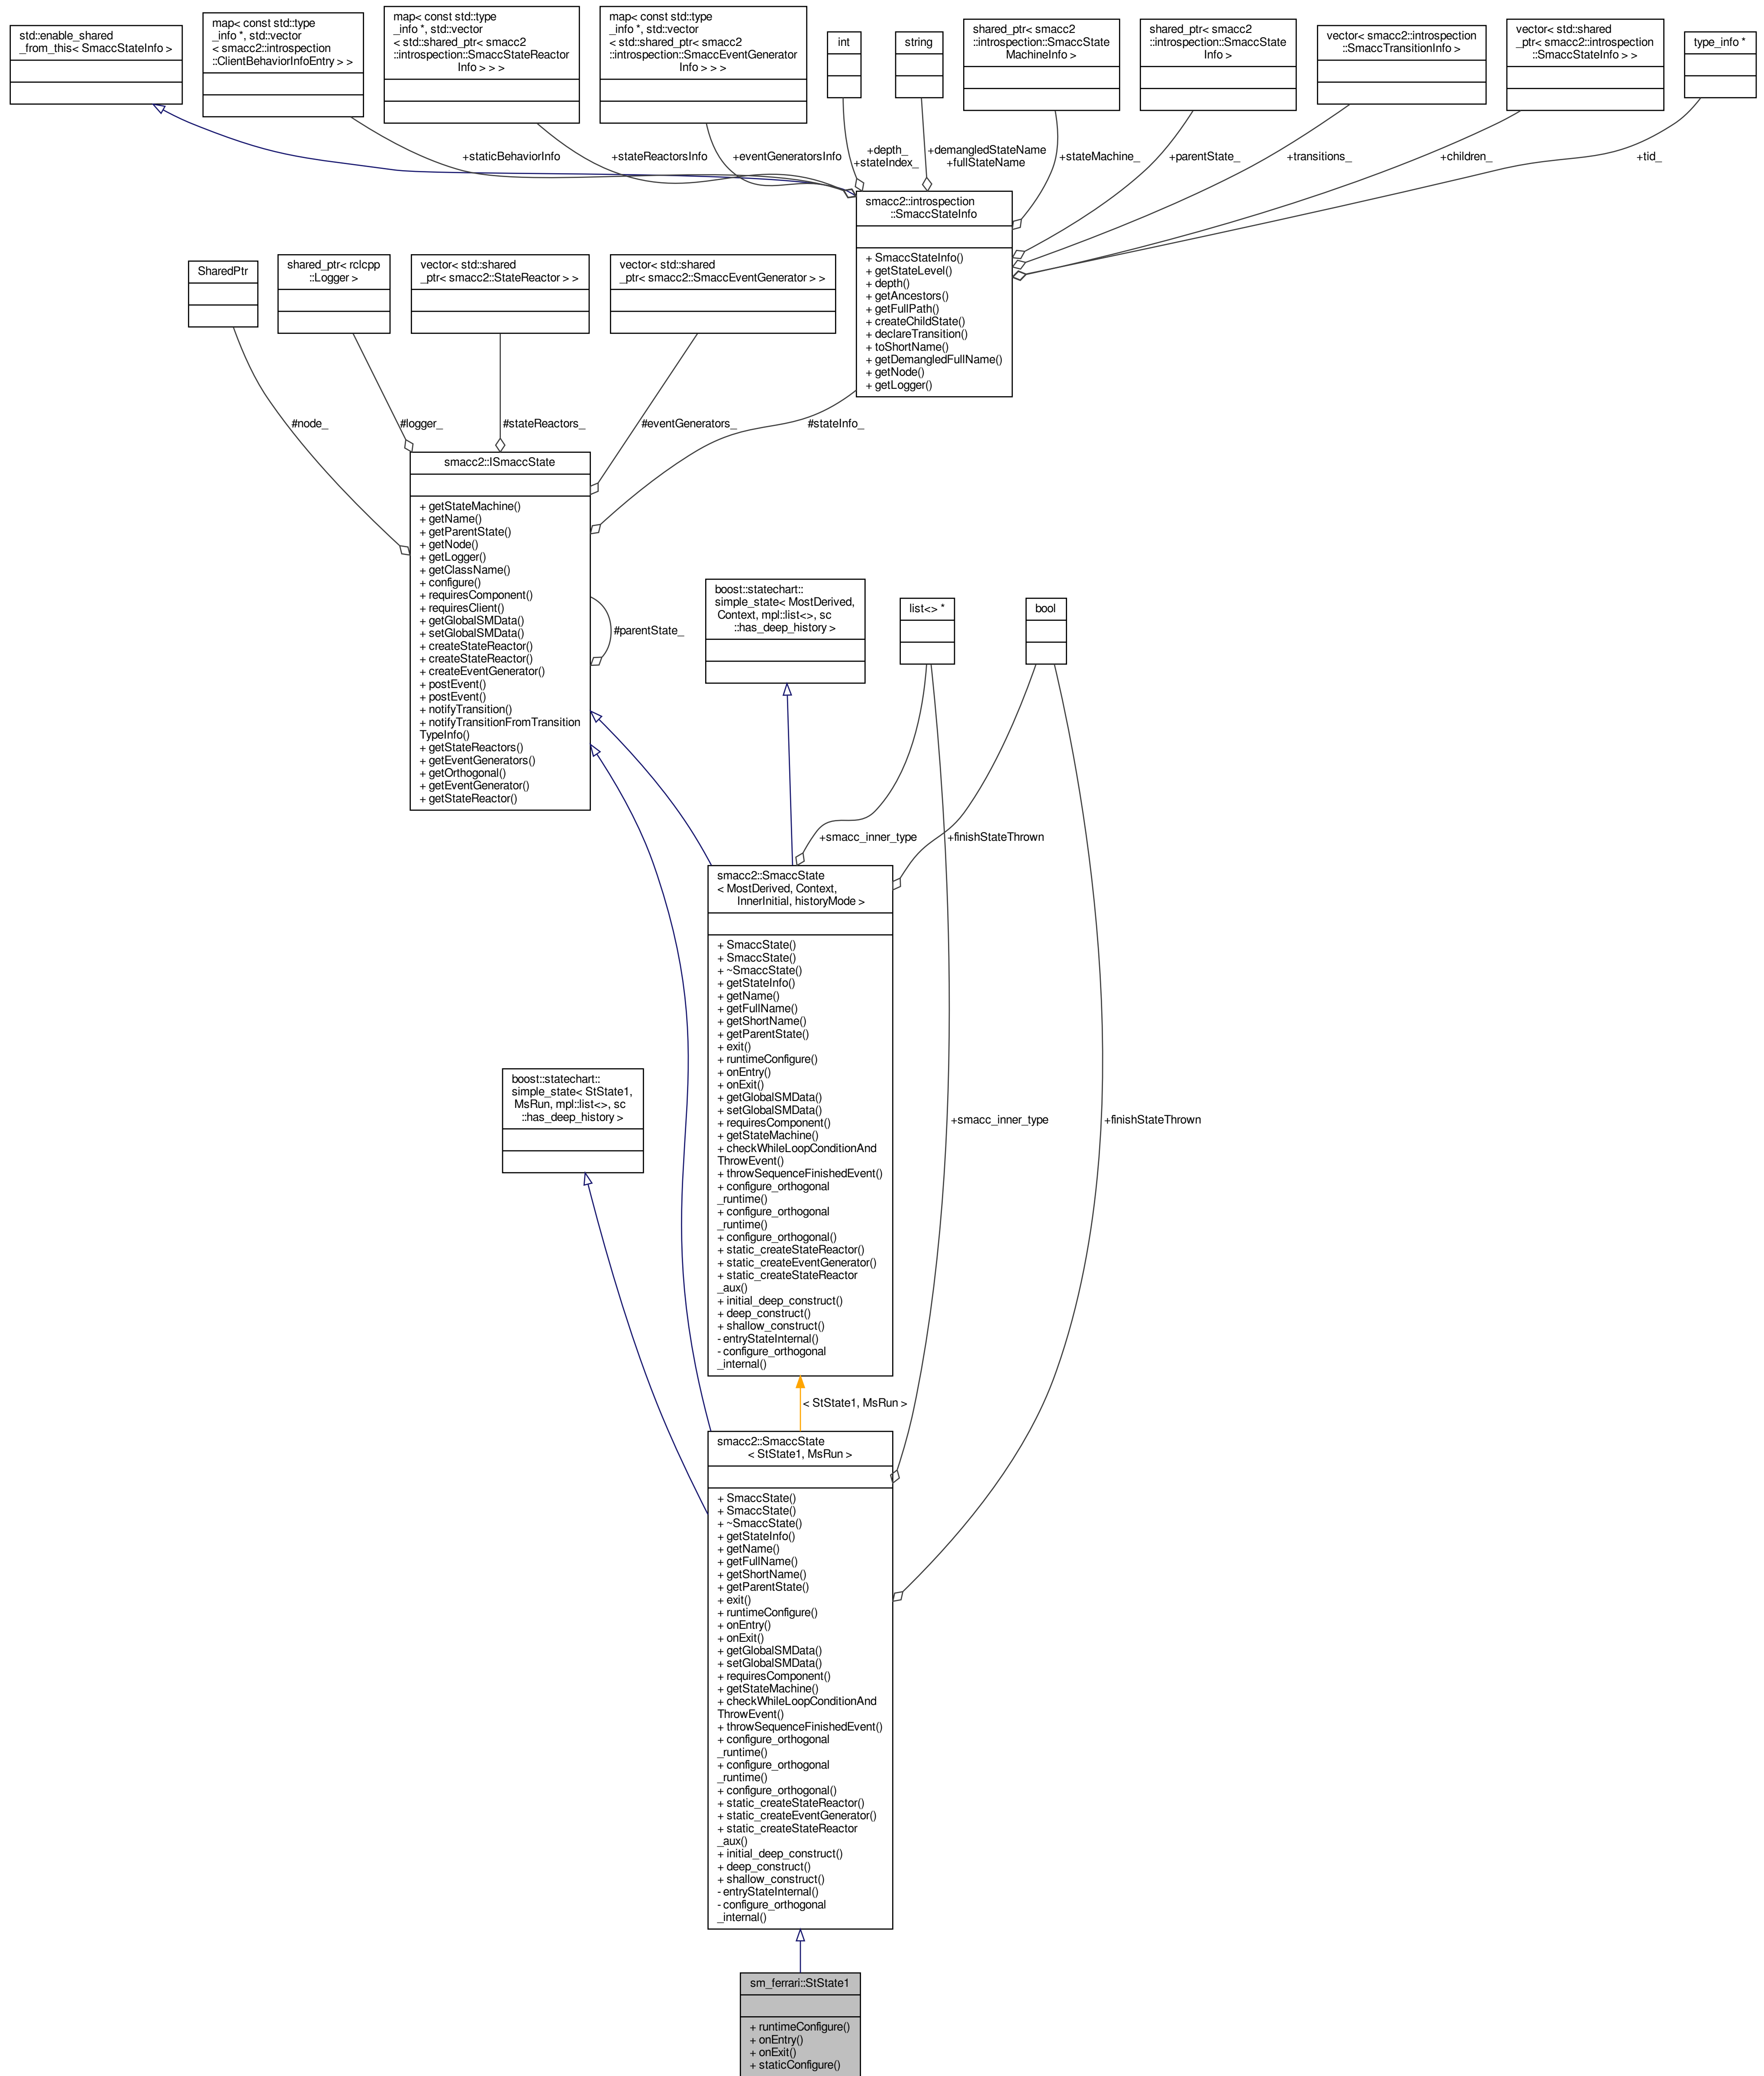 std::enable_shared
_from_this< SmaccStateInfo >
map< const std::type
_info *, std::vector
< smacc2::introspection
::ClientBehaviorInfoEntry > >
map< const std::type
_info *, std::vector
< std::shared_ptr< smacc2
::introspection::SmaccStateReactor
Info > > >
map< const std::type
_info *, std::vector
< std::shared_ptr< smacc2
::introspection::SmaccEventGenerator
Info > > >
int
string
shared_ptr< smacc2
::introspection::SmaccState
MachineInfo >
shared_ptr< smacc2
::introspection::SmaccState
Info >
vector< smacc2::introspection
::SmaccTransitionInfo >
vector< std::shared
_ptr< smacc2::introspection
::SmaccStateInfo > >
type_info *
+staticBehaviorInfo
+stateReactorsInfo
+eventGeneratorsInfo
+depth_
+stateIndex_
+demangledStateName
+fullStateName
+stateMachine_
+parentState_
+transitions_
+children_
+tid_
smacc2::introspection
::SmaccStateInfo
+ SmaccStateInfo()
+ getStateLevel()
+ depth()
+ getAncestors()
+ getFullPath()
+ createChildState()
+ declareTransition()
+ toShortName()
+ getDemangledFullName()
+ getNode()
+ getLogger()
SharedPtr
shared_ptr< rclcpp
::Logger >
vector< std::shared
_ptr< smacc2::StateReactor > >
vector< std::shared
_ptr< smacc2::SmaccEventGenerator > >
#node_
#logger_
#stateReactors_
#eventGenerators_
#stateInfo_
smacc2::ISmaccState
+ getStateMachine()
+ getName()
+ getParentState()
+ getNode()
+ getLogger()
+ getClassName()
+ configure()
+ requiresComponent()
+ requiresClient()
+ getGlobalSMData()
+ setGlobalSMData()
+ createStateReactor()
+ createStateReactor()
+ createEventGenerator()
+ postEvent()
+ postEvent()
+ notifyTransition()
+ notifyTransitionFromTransition
TypeInfo()
+ getStateReactors()
+ getEventGenerators()
+ getOrthogonal()
+ getEventGenerator()
+ getStateReactor()
#parentState_
boost::statechart::
simple_state< MostDerived,
Context, mpl::list<>, sc
::has_deep_history >
list<> *
bool
+smacc_inner_type
+finishStateThrown
smacc2::SmaccState
< MostDerived, Context,
InnerInitial, historyMode >
+ SmaccState()
+ SmaccState()
+ ~SmaccState()
+ getStateInfo()
+ getName()
+ getFullName()
+ getShortName()
+ getParentState()
+ exit()
+ runtimeConfigure()
+ onEntry()
+ onExit()
+ getGlobalSMData()
+ setGlobalSMData()
+ requiresComponent()
+ getStateMachine()
+ checkWhileLoopConditionAnd
ThrowEvent()
+ throwSequenceFinishedEvent()
+ configure_orthogonal
_runtime()
+ configure_orthogonal
_runtime()
+ configure_orthogonal()
+ static_createStateReactor()
+ static_createEventGenerator()
+ static_createStateReactor
_aux()
+ initial_deep_construct()
+ deep_construct()
+ shallow_construct()
- entryStateInternal()
- configure_orthogonal
_internal()
boost::statechart::
simple_state< StState1,
MsRun, mpl::list<>, sc
::has_deep_history >
+smacc_inner_type
+finishStateThrown
< StState1, MsRun >
smacc2::SmaccState
< StState1, MsRun >
+ SmaccState()
+ SmaccState()
+ ~SmaccState()
+ getStateInfo()
+ getName()
+ getFullName()
+ getShortName()
+ getParentState()
+ exit()
+ runtimeConfigure()
+ onEntry()
+ onExit()
+ getGlobalSMData()
+ setGlobalSMData()
+ requiresComponent()
+ getStateMachine()
+ checkWhileLoopConditionAnd
ThrowEvent()
+ throwSequenceFinishedEvent()
+ configure_orthogonal
_runtime()
+ configure_orthogonal
_runtime()
+ configure_orthogonal()
+ static_createStateReactor()
+ static_createEventGenerator()
+ static_createStateReactor
_aux()
+ initial_deep_construct()
+ deep_construct()
+ shallow_construct()
- entryStateInternal()
- configure_orthogonal
_internal()
sm_ferrari::StState1
+ runtimeConfigure()
+ onEntry()
+ onExit()
+ staticConfigure()